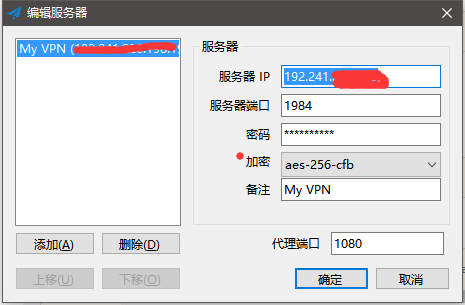 编辑服务器
My VPN (
服务器
服务器 IP
192.241.
服务器端口
1984
密码
**********
加密
aes-256-cfb
备注
My VPN
添加(A)
删除(D)
上移(U)
下移(O)
代理端口
1080
确定
取消